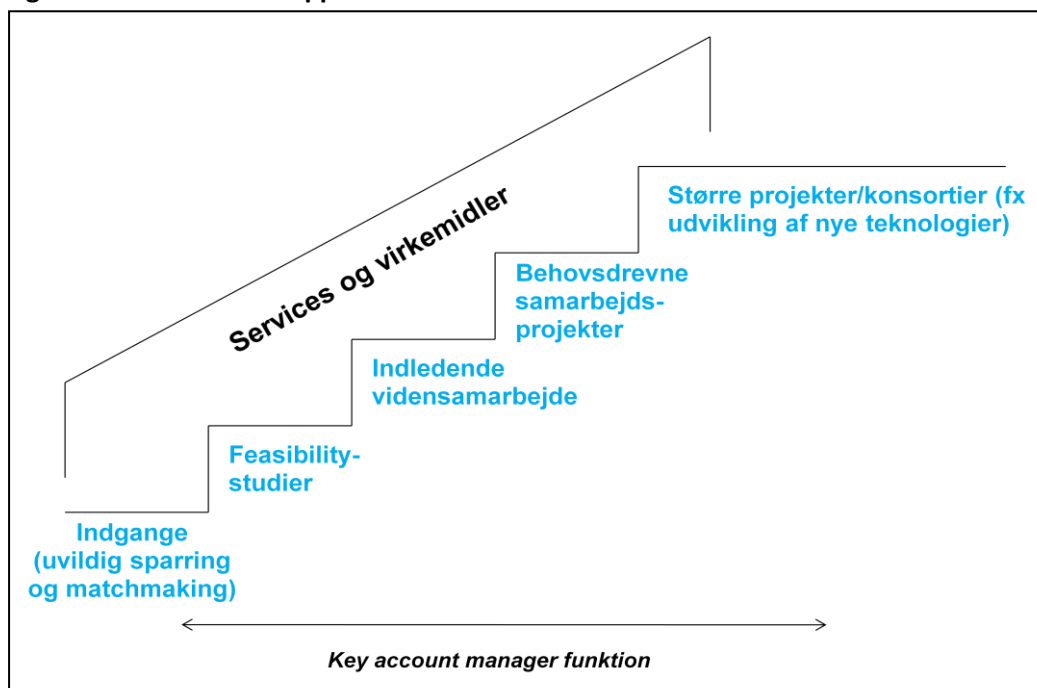 Services og virkemidler
Større projekter/konsortier (fx
udvikling af nye teknologier)
Behovsdrevne
samarbejds-
projekter
Indledende
vidensamarbejde
Feasibility-
studier
Indgange
(uvildig sparring
og matchmaking)
Key account manager funktion